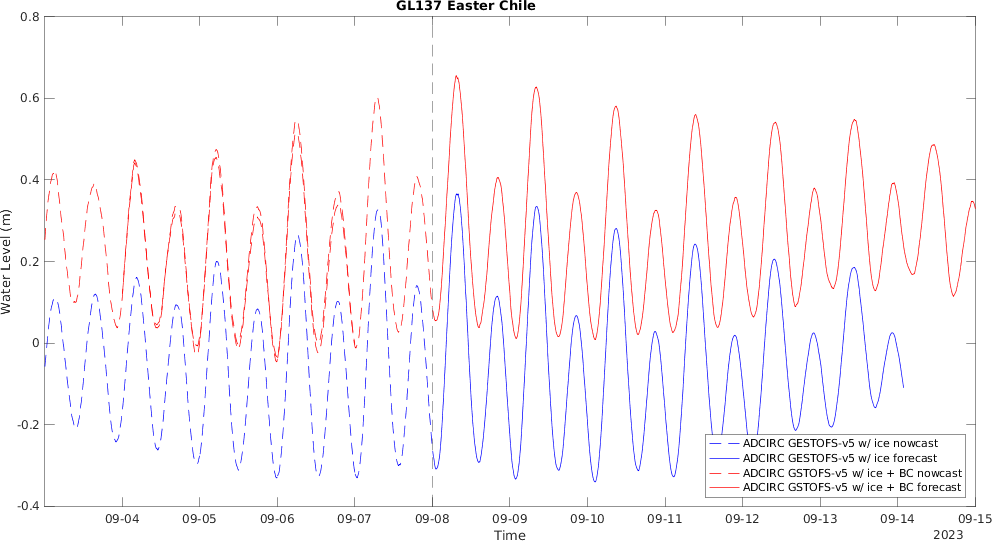 GL137 Easter Chile
Water Level (m)
0.8
0.6
0.4
0.2
0
-0.2
-0.4
ADCIRC GESTOFS-v5 w/ ice nowcast
ADCIRC GESTOFS-v5 w/ ice forecast
ADCIRC GSTOFS-v5 w/ ice + BC nowcast
ADCIRC GSTOFS-v5 w/ ice + BC forecast
09-04 09-05 09-06 09-07 09-08 09-09 09-10 09-11 09-12 09-13 09-14 09-15
Time
2023